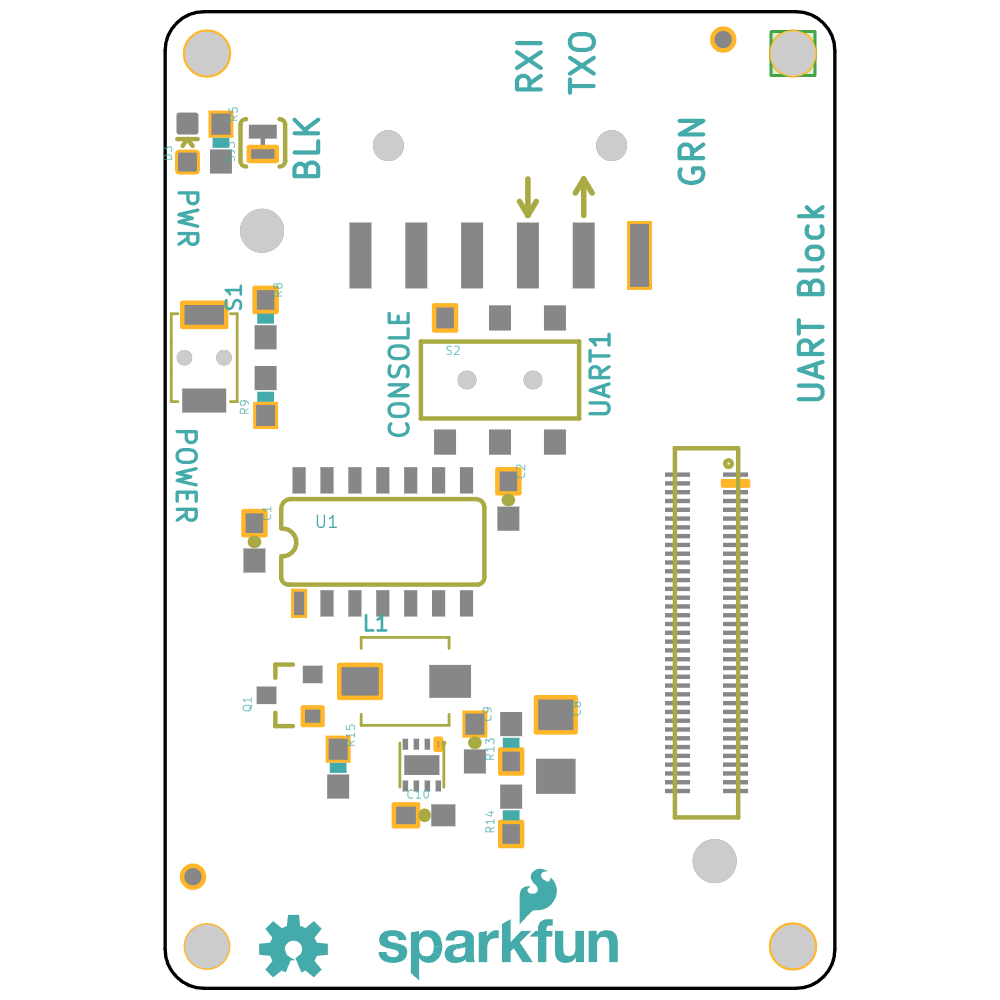 RXI
TXO
BLK
GRN
R5
D3
PWR
UART Block
S1
R8
CONSOLE
S2
UART1
R9
POWER
C2
C1
U1
L1
Q1
C9
C8
R15
R13
C10
R14
sparkfun